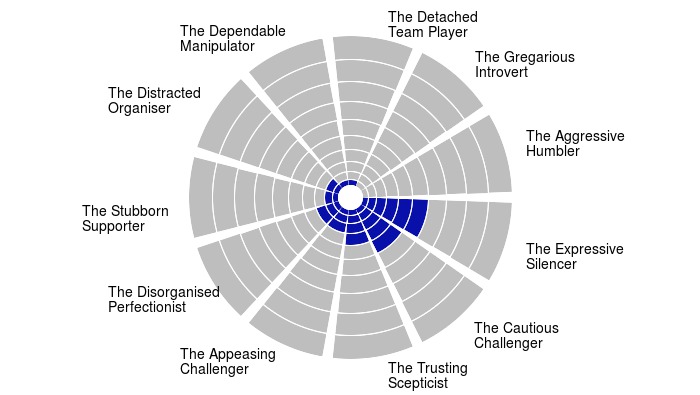 The Detached
Team Player
The Gregarious
Introvert
The Aggressive
Humbler
The Expressive
Silencer
The Cautious
Challenger
The Trusting
Scepticist
The Appeasing
Challenger
The Disorganised
Perfectionist
The Stubborn
Supporter
The Distracted
Organiser
The Dependable
Manipulator